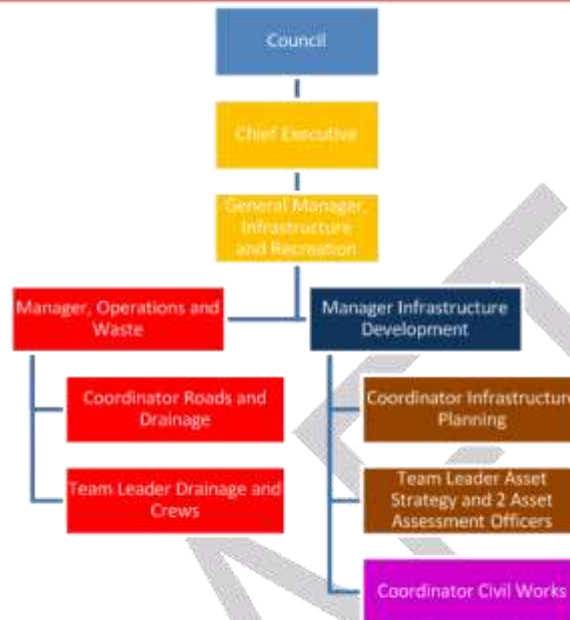 Council
Chief Executive
General Manager,
Infrastructure
and Recreation
Manager, Operations and
Waste
Manager Infrastructure
Development
Coordinator Roads and
Drainage
Coordinator Infrastructure
Planning
Team Leader Drainage and
Crews
Team Leader Asset
Strategy and 2 Asset
Assessment Officers
Coordinator Civil Works